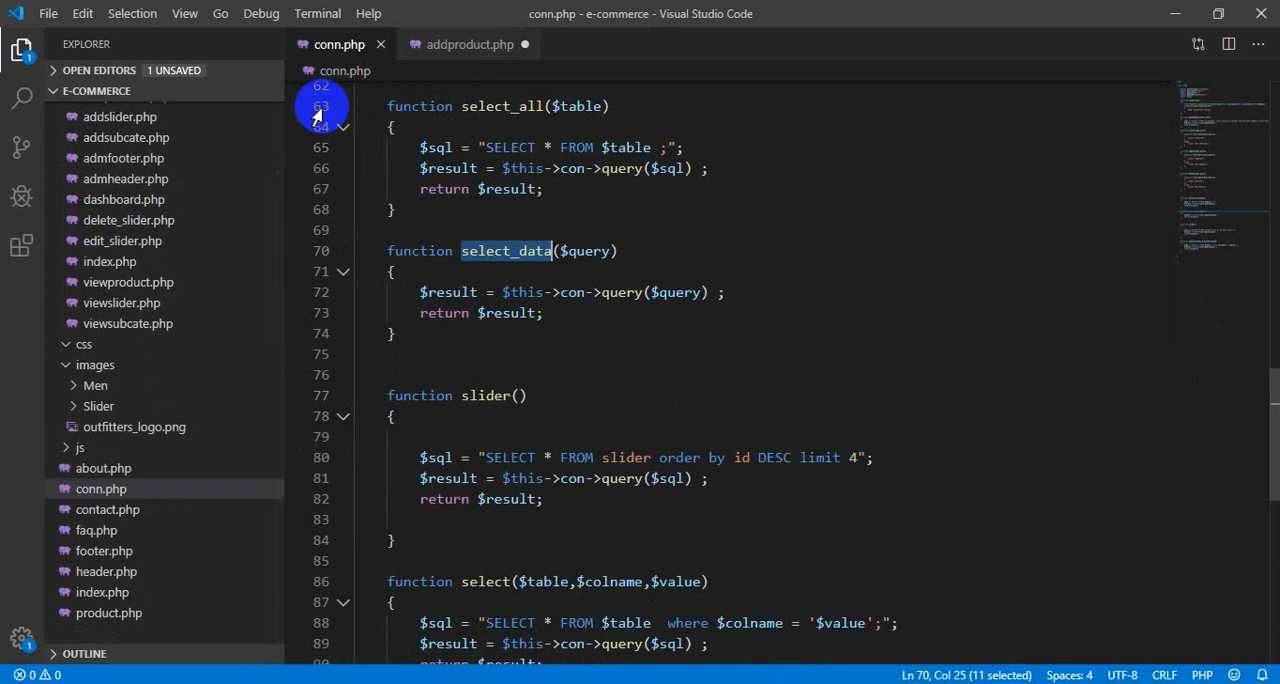 File Edit Selection View Go Debug Terminal Help
conn.php - e-commerce - Visual Studio Code
EXPLORER
conn.php
addproduct.php
OPEN EDITORS 1 UNSAVED
conn.php
E-COMMERCE
addslider.php
addsubcate.php
admfooter.php
admheader.php
dashboard.php
delete_slider.php
edit_slider.php
index.php
viewproduct.php
viewslider.php
viewsubcate.php
css
images
Men
Slider
outfitters_logo.png
js
about.php
conn.php
contact.php
faq.php
footer.php
header.php
index.php
product.php
OUTLINE
62
63 function select_all($table)
64 {
65 $sql = "SELECT * FROM $table ;";
66 $result = $this->con->query($sql) ;
67 return $result;
68 }
69
70 function select_data($query)
71 {
72 $result = $this->con->query($query) ;
73 return $result;
74 }
75
76
77 function slider()
78 {
79
80 $sql = "SELECT * FROM slider order by id DESC limit 4";
81 $result = $this->con->query($sql) ;
82 return $result;
83
84 }
85
86 function select($table,$colname,$value)
87 {
88 $sql = "SELECT * FROM $table  where $colname = '$value';";
89 $result = $this->con->query($sql) ;
90 return $result;
1
1
0 0
Ln 70, Col 25 (11 selected) Spaces: 4 UTF-8 CRLF PHP